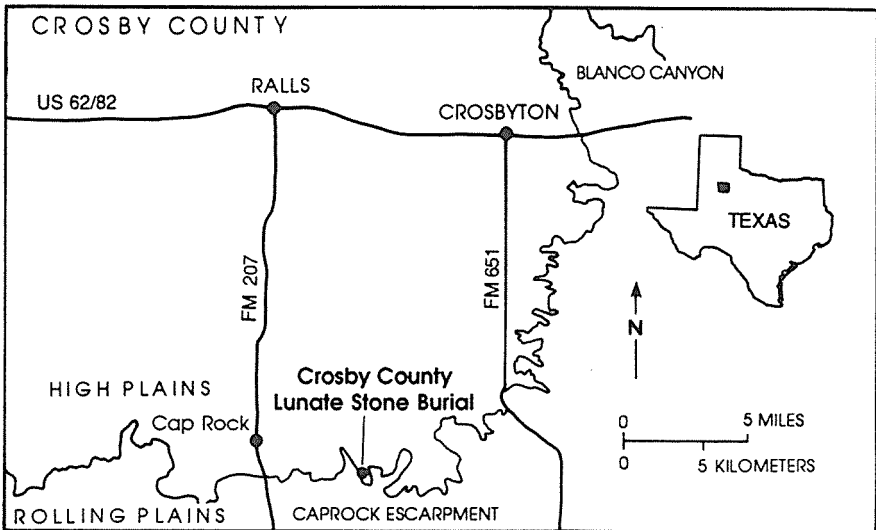 CROSBY COUNTY
BLANCO CANYON
RALLS
US 62/82
CROSBYTON
TEXAS
FM 207
FM 651
N
HIGH PLAINS
Crosby County
Lunate Stone Burial
Cap Rock
0 5 MILES
0 5 KILOMETERS
ROLLING PLAINS
CAPROCK ESCARPMENT